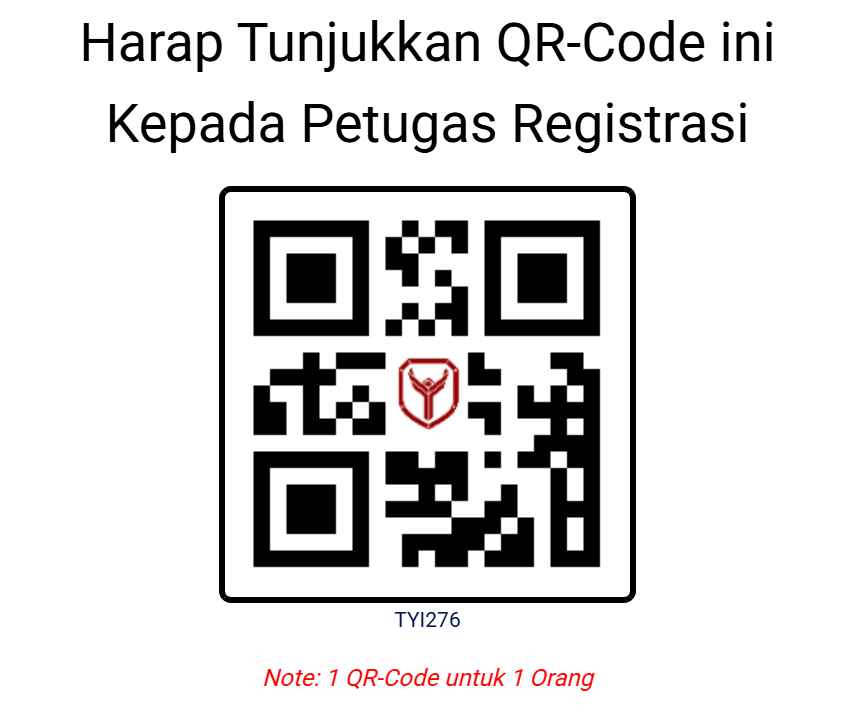 Harap Tunjukkan QR-Code ini
Kepada Petugas Registrasi
TYI276
Note: 1 QR-Code untuk 1 Orang